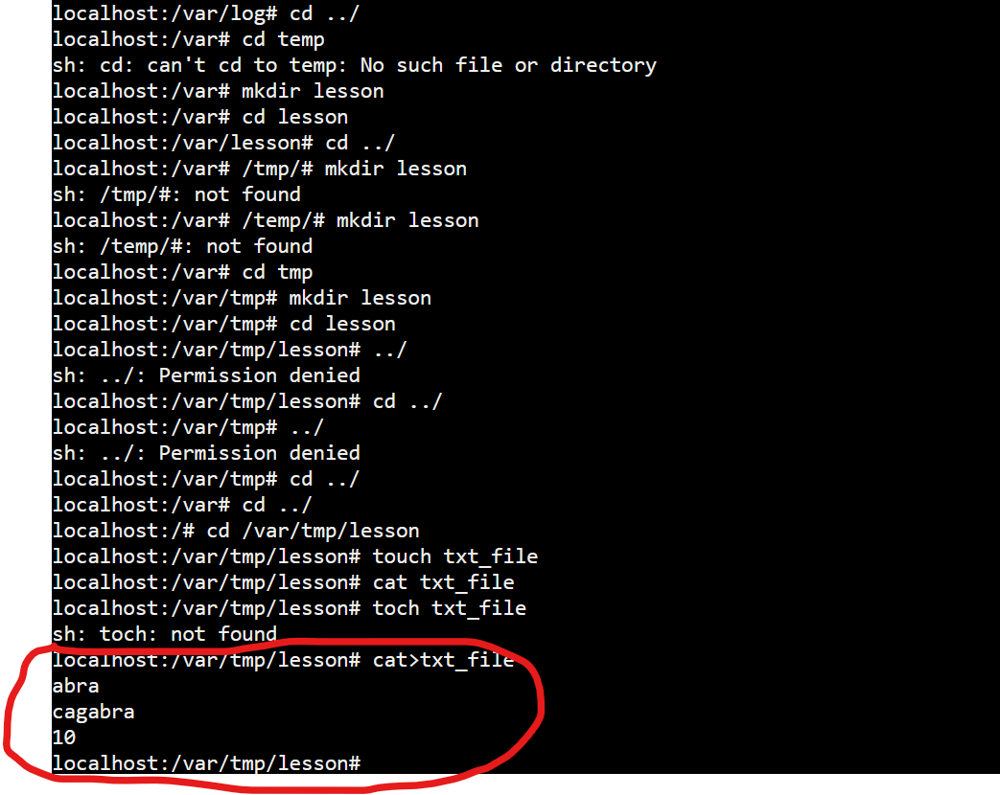 localhost:/var/log# cd ../
localhost:/var# cd temp
sh: cd: can't cd to temp: No such file or directory
localhost:/var# mkdir lesson
localhost:/var# cd lesson
localhost:/var/lesson# cd ../
localhost:/var# /tmp/# mkdir lesson
sh: /tmp/#: not found
localhost:/var# /temp/# mkdir lesson
sh: /temp/#: not found
localhost:/var# cd tmp
localhost:/var/tmp# mkdir lesson
localhost:/var/tmp# cd lesson
localhost:/var/tmp/lesson# ../
sh: ../: Permission denied
localhost:/var/tmp/lesson# cd ../
localhost:/var/tmp# ../
sh: ../: Permission denied
localhost:/var/tmp# cd ../
localhost:/var# cd ../
localhost:/# cd /var/tmp/lesson
localhost:/var/tmp/lesson# touch txt_file
localhost:/var/tmp/lesson# cat txt_file
localhost:/var/tmp/lesson# toch txt_file
sh: toch: not found
localhost:/var/tmp/lesson# cat>txt_file
abra
cagabra
10
localhost:/var/tmp/lesson#